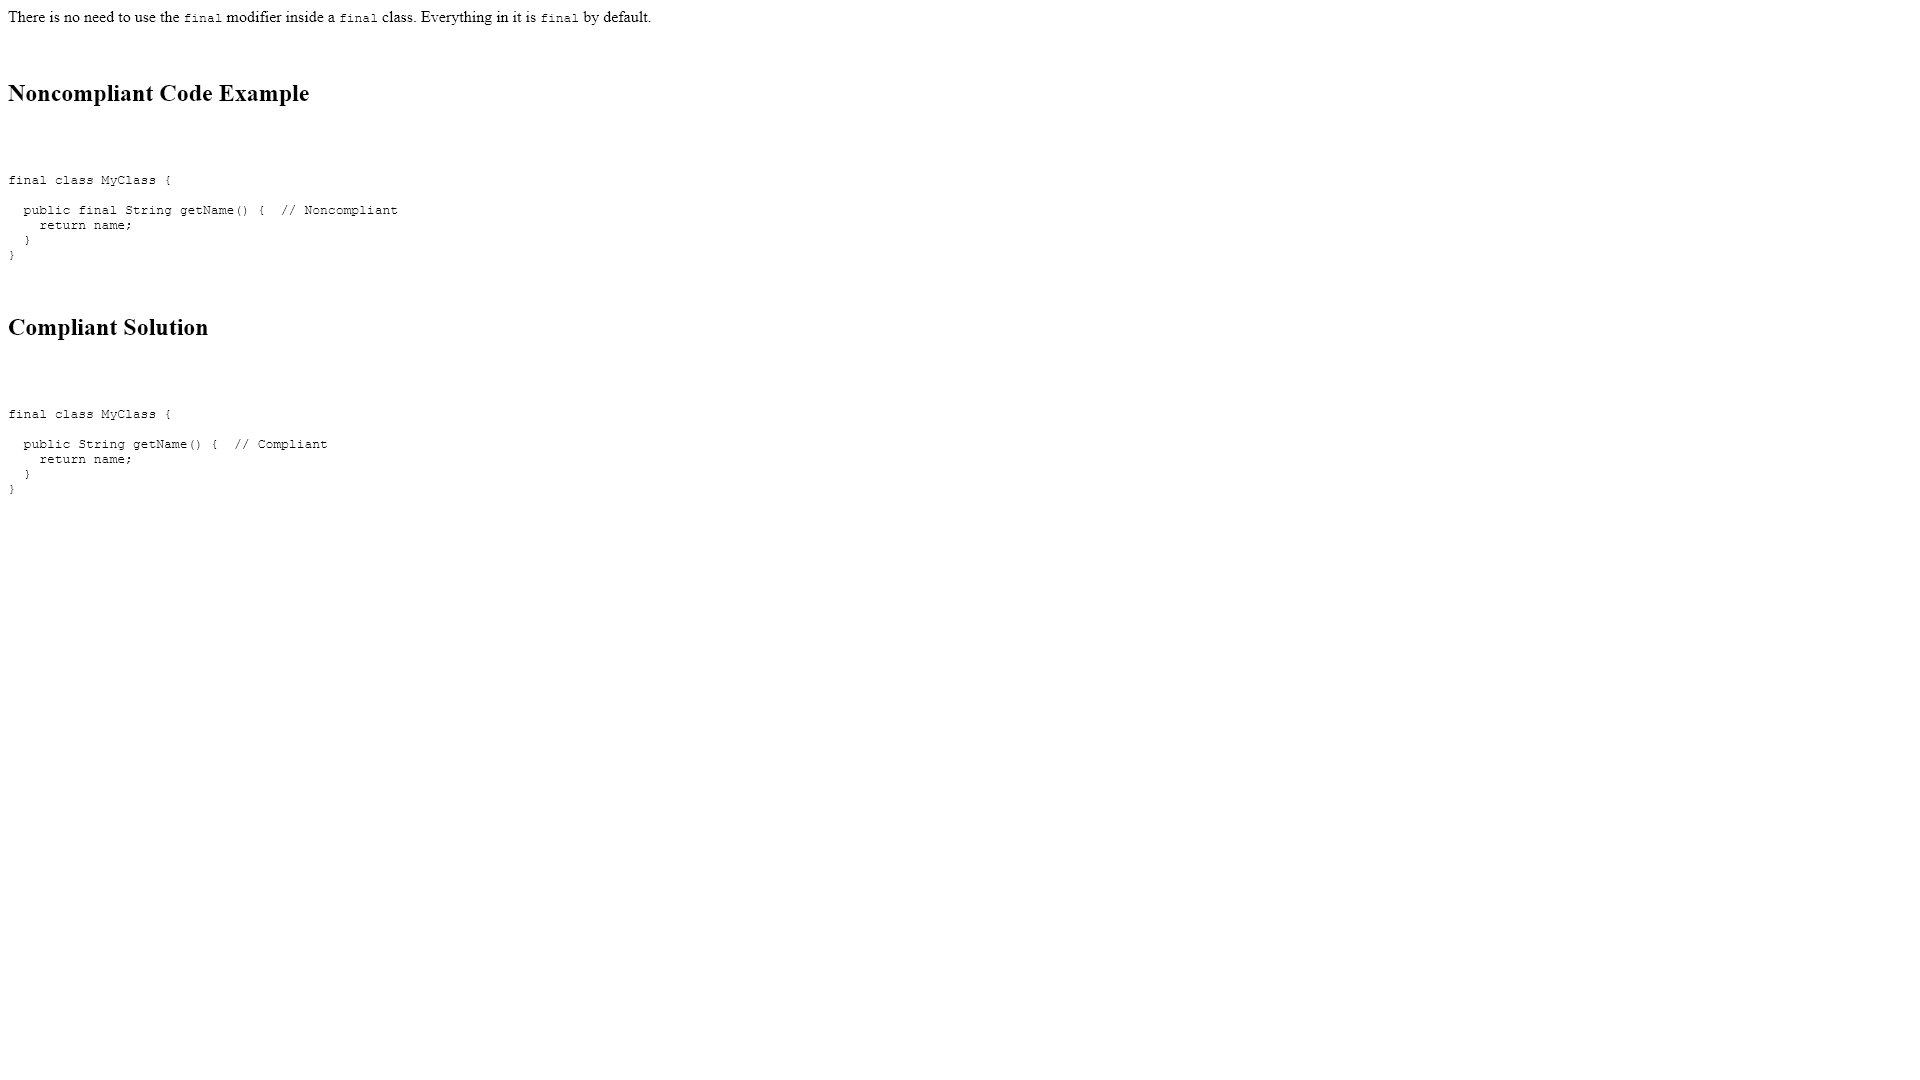 There is no need to use the final modifier inside a final class. Everything in it is final by default.
Noncompliant Code Example
final class MyClass {
  public final String getName() {  // Noncompliant
    return name;
  }
}
Compliant Solution
final class MyClass {
  public String getName() {  // Compliant
    return name;
  }
}